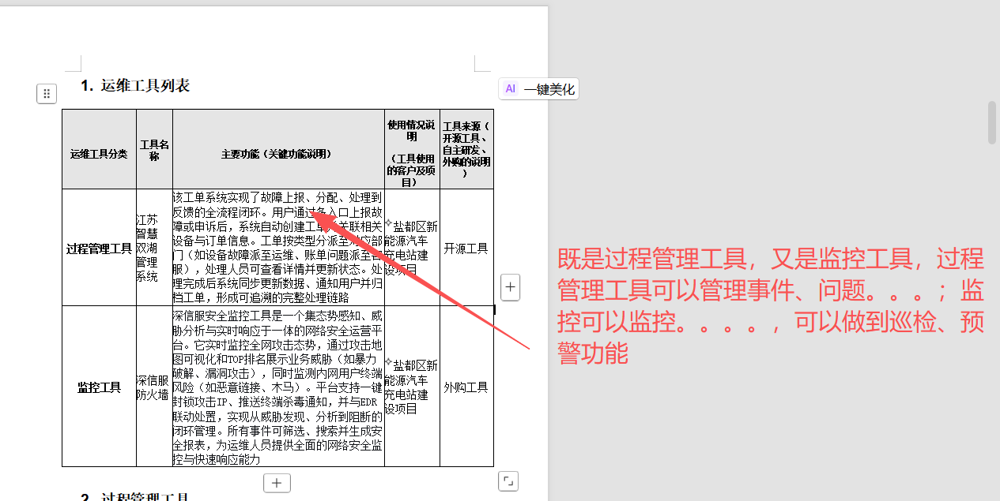 1. 运维工具列表
AI 一键美化
运维工具分类
工具名
称
主要功能（关键功能说明）
使用情况说
明
（工具使用
的客户及项
目）
工具来源（
开源工具、
自主研发、
外购的说明
）
过程管理工具
江苏
智慧
双湖
管理
系统
该工单系统实现了故障上报、分配、处理到
反馈的全流程闭环。用户通过多入口上报故
障或申诉后，系统自动创建工单 关联相关
设备与订单信息。工单按类型分派至对应部
门（如设备故障派至运维、账单问题派至客
服），处理人员可查看详情并更新状态。处
理完成后系统同步更新数据、通知用户并归
档工单，形成可追溯的完整处理链路
盐都区新
能源汽车
充电站建
设项目
开源工具
监控工具
深信服
防火墙
深信服安全监控工具是一个集态势感知、威
胁分析与实时响应于一体的网络安全运营平
台。它实时监控全网攻击态势，通过攻击地
图可视化和TOP排名展示业务威胁（如暴力
破解、漏洞攻击），同时监测内网用户终端
风险（如恶意链接、木马）。平台支持一键
封锁攻击IP、推送终端杀毒通知，并与EDR
联动处置，实现从威胁发现、分析到阻断的
闭环管理。所有事件可筛选、搜索并生成安
全报表，为运维人员提供全面的网络安全监
控与快速响应能力
盐都区新
能源汽车
充电站建
设项目
外购工具
既是过程管理工具，又是监控工具，过程
管理工具可以管理事件、问题。。。；监
控可以监控。。。。，可以做到巡检、预
警功能
2. 过程管理工具